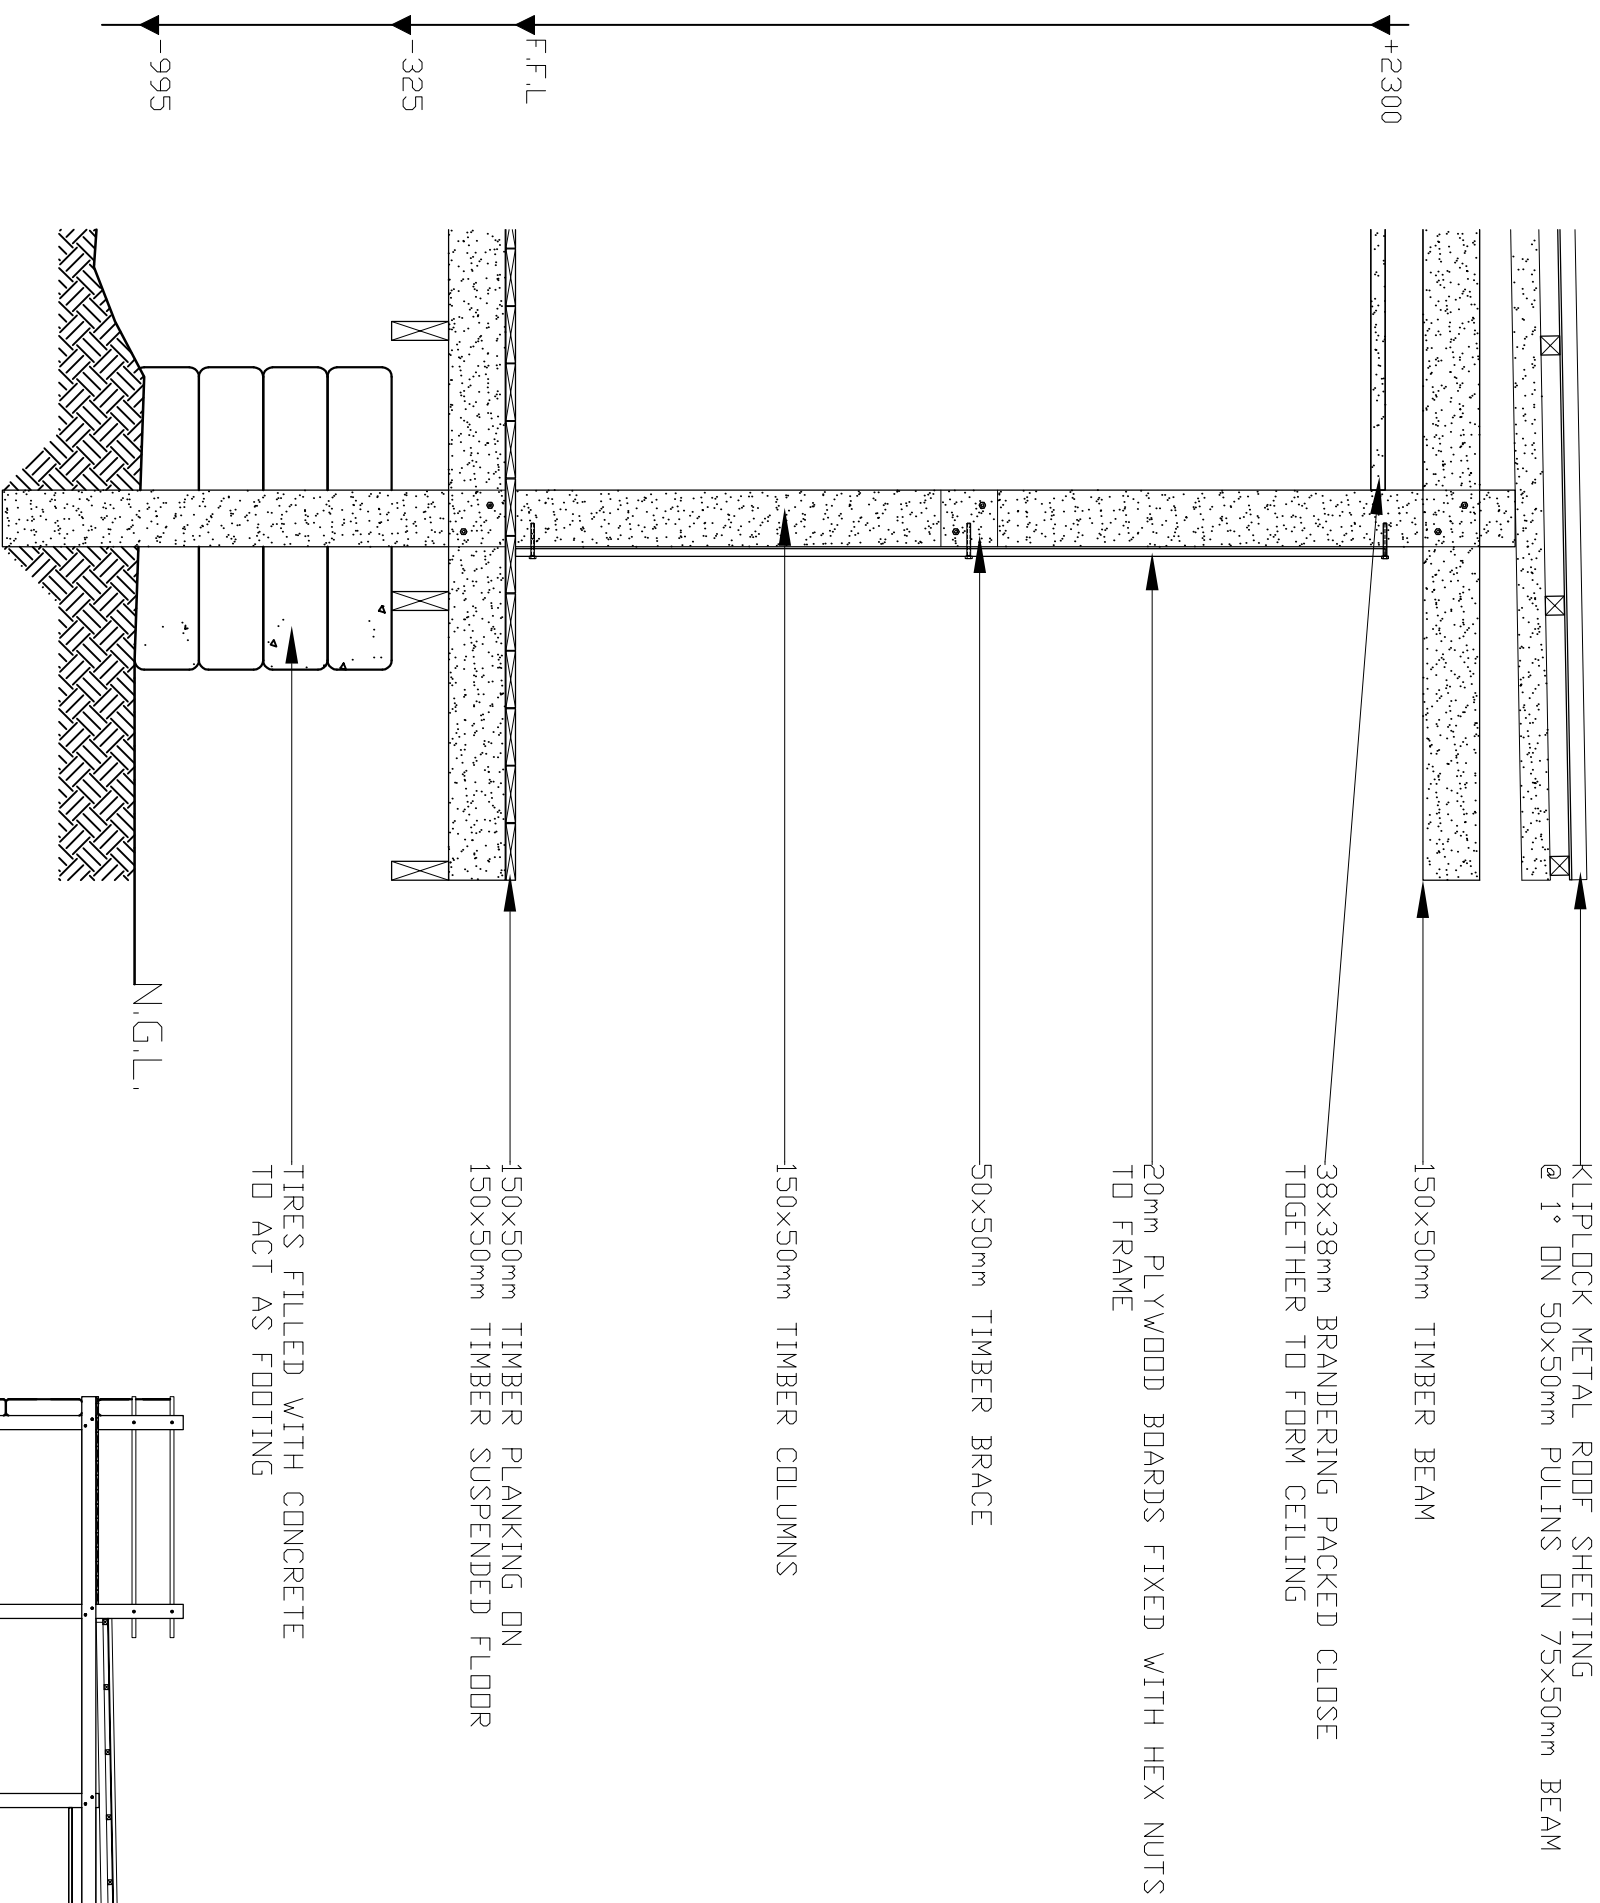 KLIPLOCK METAL ROOF SHEETING
@ 1° ON 50x50mm PULINS ON 75x50mm BEAM
150x50mm TIMBER BEAM
+2300
38x38mm BRANDERING PACKED CLOSE
TOGETHER TO FORM CEILING
20mm PLYWOOD BOARDS FIXED WITH HEX NUTS
TO FRAME
50x50mm TIMBER BRACE
150x50mm TIMBER COLUMNS
F.F.L
150x50mm TIMBER PLANKING ON
150x50mm TIMBER SUSPENDED FLOOR
-325
TIRES FILLED WITH CONCRETE
TO ACT AS FOOTING
-995
N.G.L.